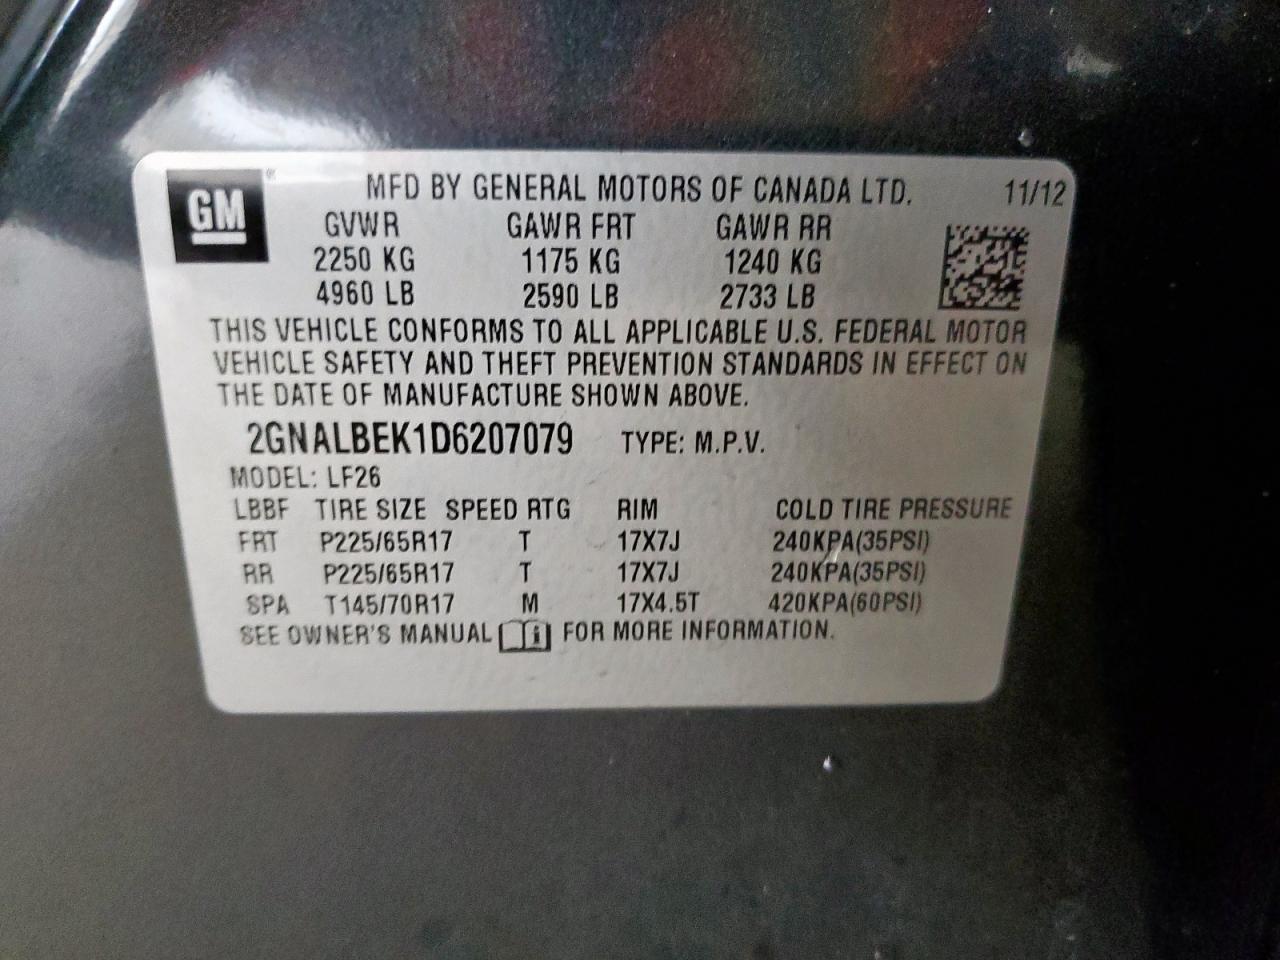 GM® MFD BY GENERAL MOTORS OF CANADA LTD. 11/12
GVWR GAWR FRT GAWR RR
2250 KG 1175 KG 1240 KG
4960 LB 2590 LB 2733 LB
THIS VEHICLE CONFORMS TO ALL APPLICABLE U.S. FEDERAL MOTOR
VEHICLE SAFETY AND THEFT PREVENTION STANDARDS IN EFFECT ON
THE DATE OF MANUFACTURE SHOWN ABOVE.
2GNALBEK1D6207079 TYPE: M.P.V.
MODEL: LF26
LBBF TIRE SIZE SPEED RTG RIM COLD TIRE PRESSURE
FRT P225/65R17 T 17X7J 240KPA(35PSI)
RR P225/65R17 T 17X7J 240KPA(35PSI)
SPA T145/70R17 M 17X4.5T 420KPA(60PSI)
SEE OWNER'S MANUAL FOR MORE INFORMATION.